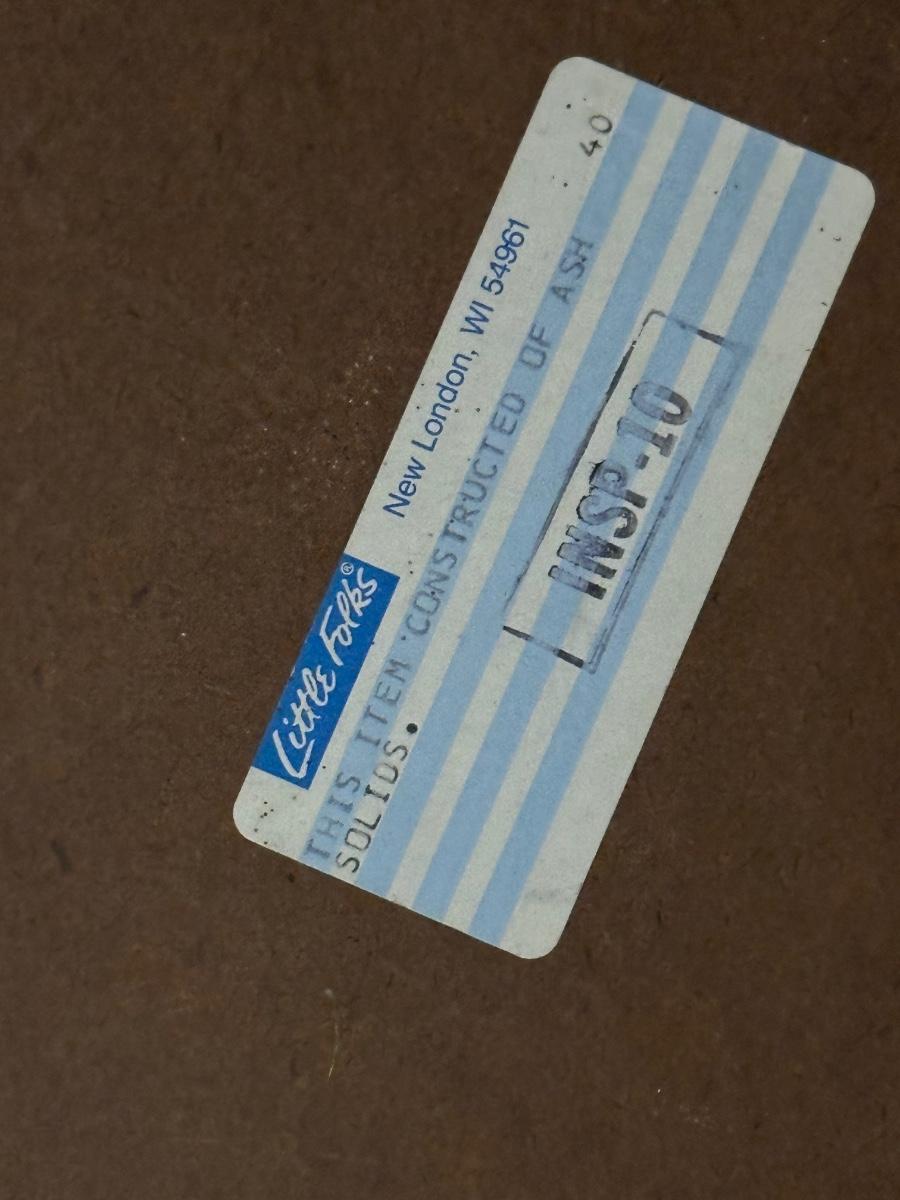 Little Folks® New London, WI 54961
40
THIS ITEM CONSTRUCTED OF ASH
SOLIDS.
INSP-10